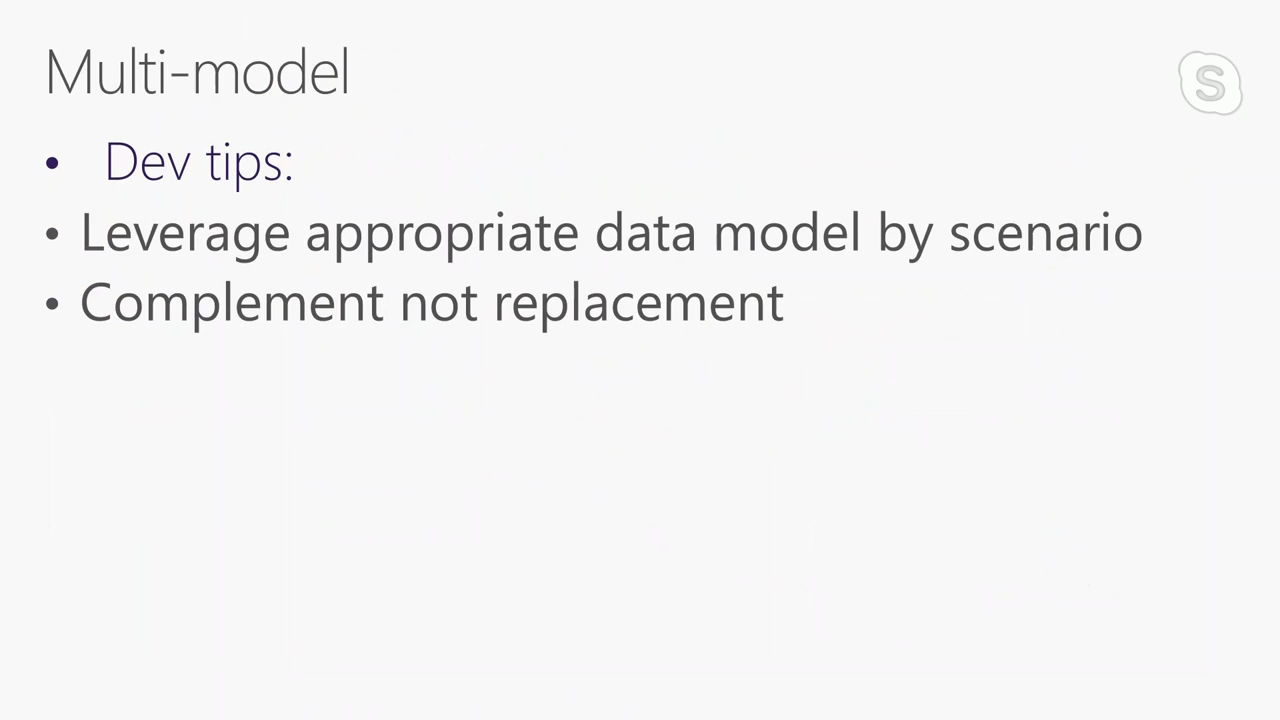 Multi-model
S
• Dev tips:
• Leverage appropriate data model by scenario
• Complement not replacement